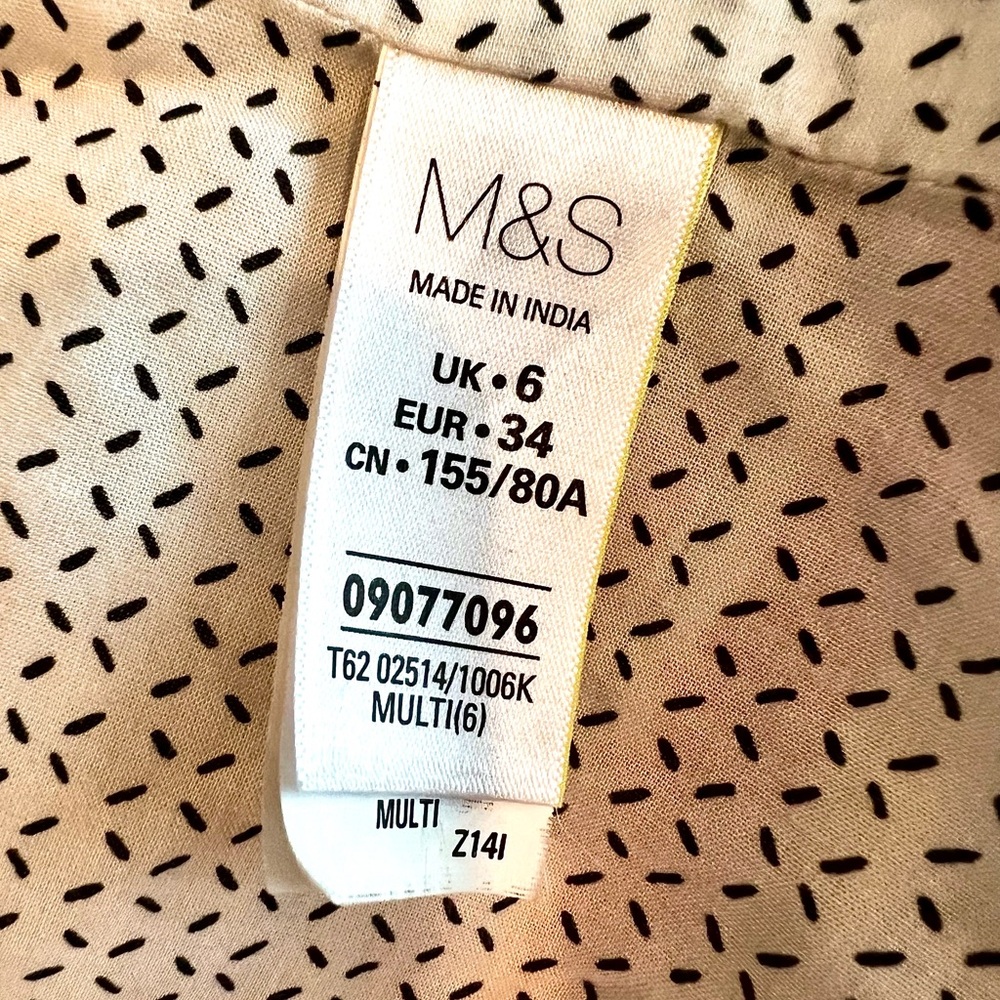 M&S
MADE IN INDIA
UK • 6
EUR • 34
CN • 155/80A
09077096
T62 02514/1006K
MULTI(6)
MULTI
Z14I